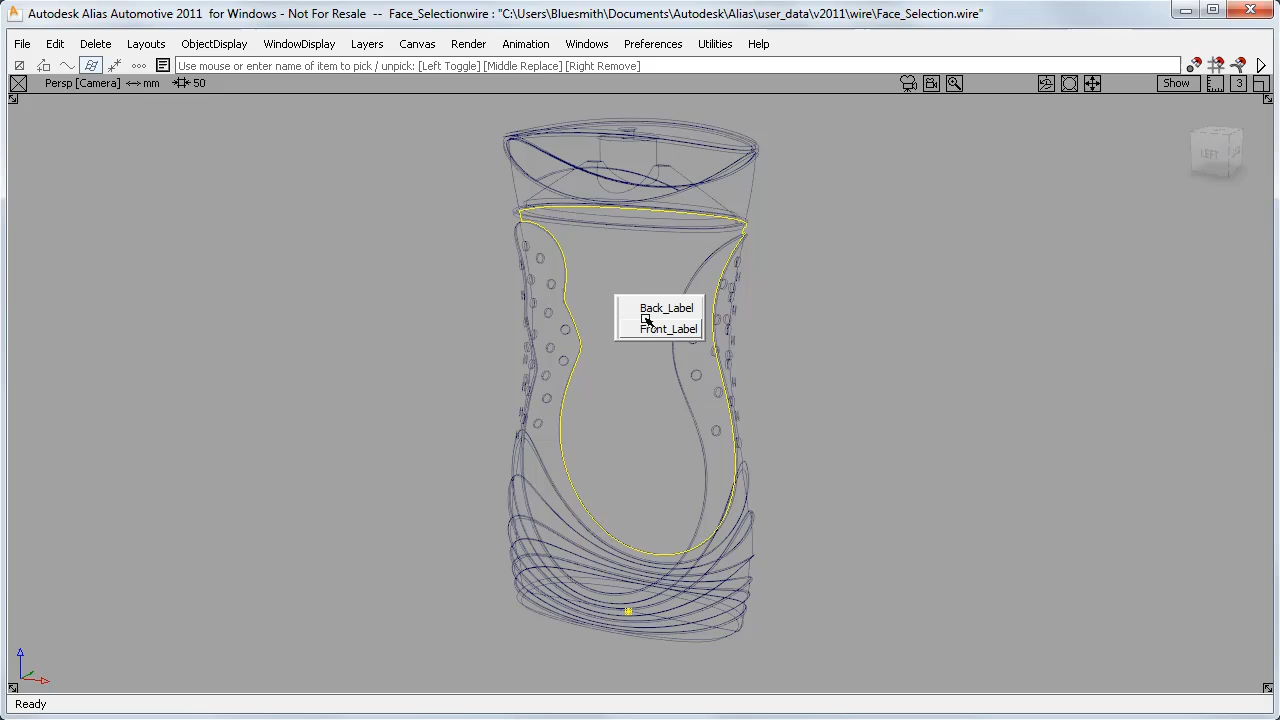 Autodesk Alias Automotive 2011 for Windows - Not For Resale -- Face_Selectionwire : "C:\Users\Bluesmith\Documents\Autodesk\Alias\user_data\v2011\wire\Face_Selection.wire"
File Edit Delete Layouts ObjectDisplay WindowDisplay Layers Canvas Render Animation Windows Preferences Utilities Help
Use mouse or enter name of item to pick / unpick: [Left Toggle] [Middle Replace] [Right Remove]
Persp [Camera] mm 50 Show 3
LEFT
Back_Label
Front_Label
Ready